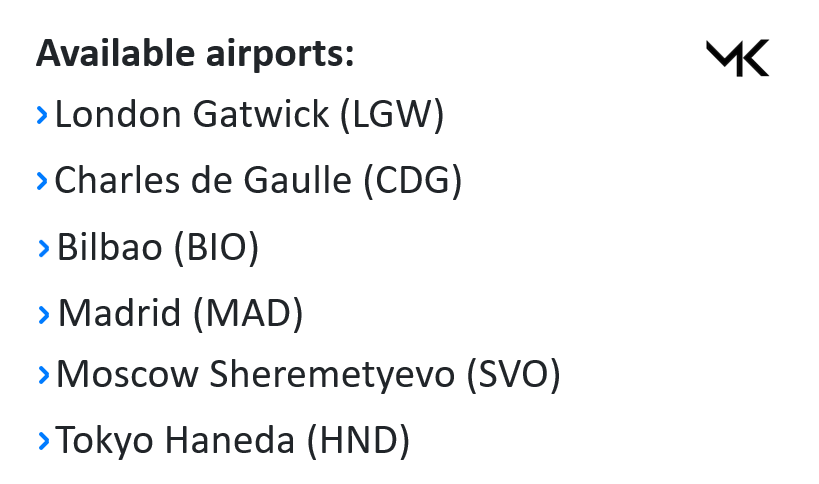 Available airports:
MK
› London Gatwick (LGW)
› Charles de Gaulle (CDG)
› Bilbao (BIO)
› Madrid (MAD)
› Moscow Sheremetyevo (SVO)
› Tokyo Haneda (HND)